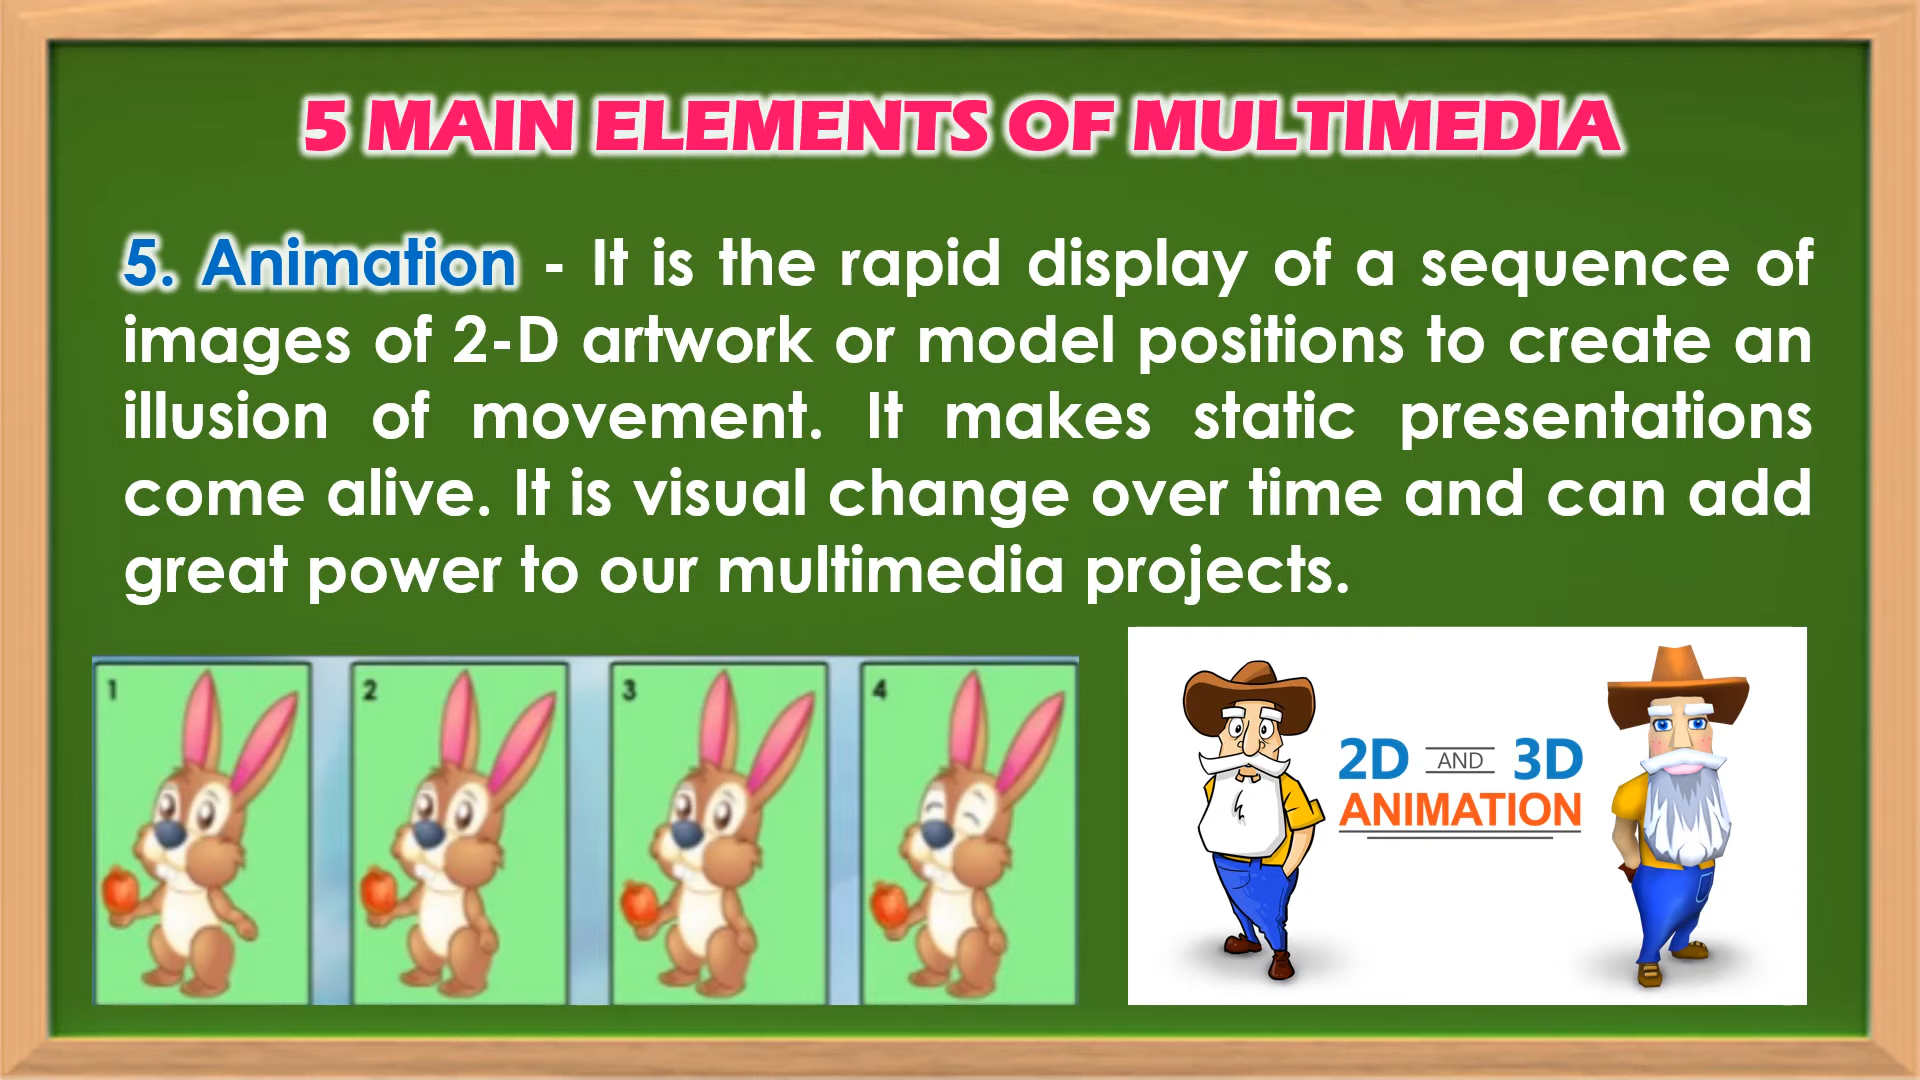 5 MAIN ELEMENTS OF MULTIMEDIA
5. Animation - It is the rapid display of a sequence of
images of 2-D artwork or model positions to create an
illusion of movement. It makes static presentations
come alive. It is visual change over time and can add
great power to our multimedia projects.
1
2
3
4
2D AND 3D
ANIMATION